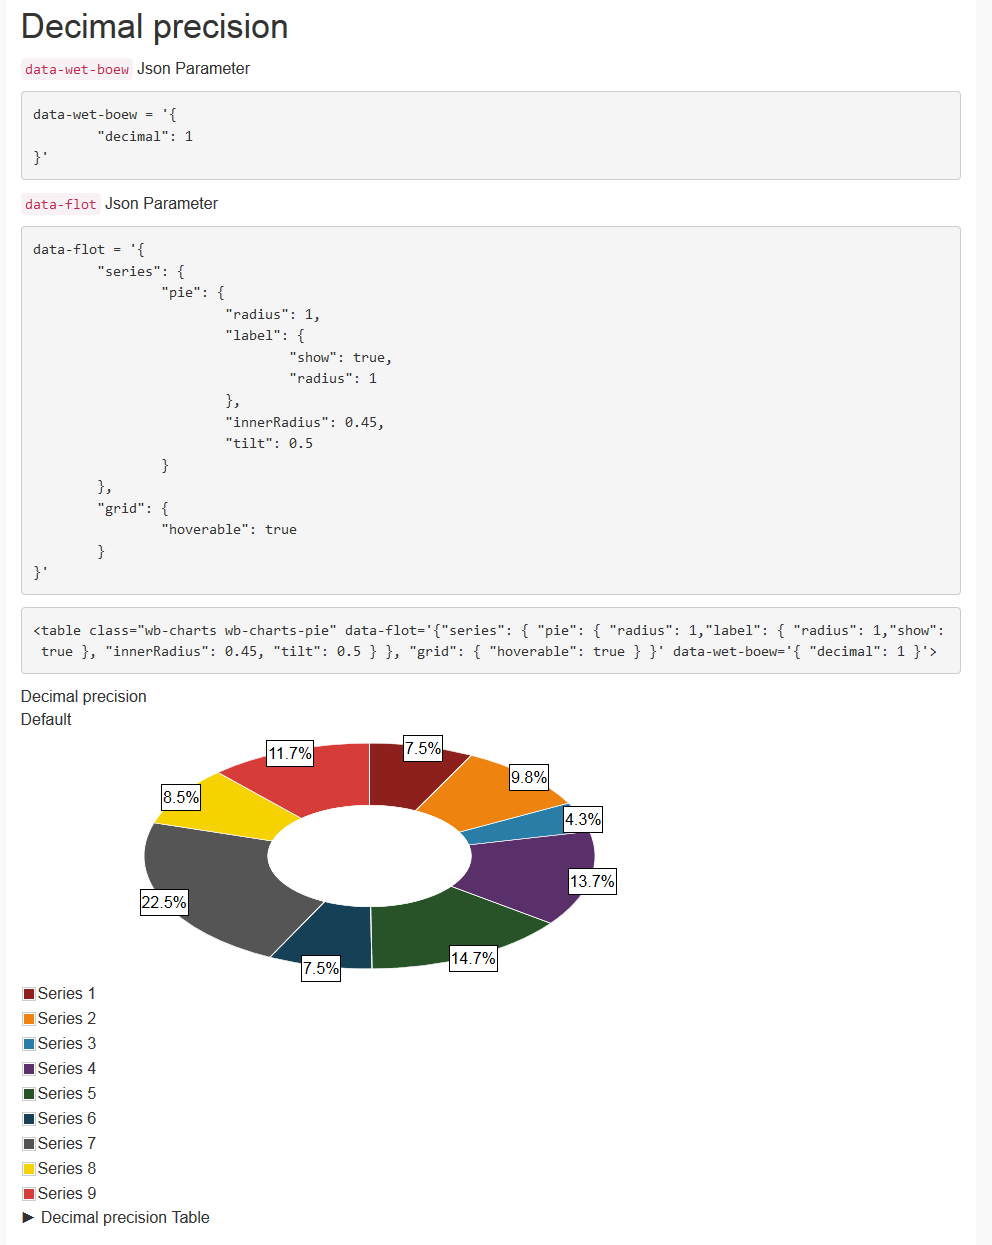 Decimal precision
data-wet-boew Json Parameter
data-wet-boew = '{
"decimal": 1
}'
data-flot Json Parameter
data-flot = '{
"series": {
"pie": {
"radius": 1,
"label": {
"show": true,
"radius": 1
},
"innerRadius": 0.45,
"tilt": 0.5
}
},
"grid": {
"hoverable": true
}
}'
<table class="wb-charts wb-charts-pie" data-flot='{"series": { "pie": { "radius": 1,"label": { "radius": 1,"show":
true }, "innerRadius": 0.45, "tilt": 0.5 } }, "grid": { "hoverable": true } }' data-wet-boew='{ "decimal": 1 }'>
Decimal precision
Default
7.5%
11.7%
9.8%
8.5%
4.3%
13.7%
22.5%
14.7%
7.5%
Series 1
Series 2
Series 3
Series 4
Series 5
Series 6
Series 7
Series 8
Series 9
► Decimal precision Table